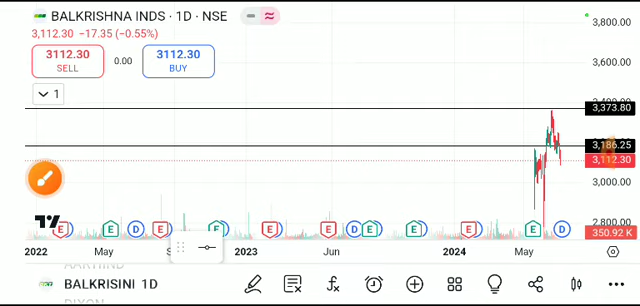 BALKRISHNA INDS · 1D · NSE
3,112.30 −17.35 (−0.55%)
3112.30
SELL
0.00
3112.30
BUY
1
3,800.00
3,600.00
3,373.80
3,186.25
3,112.30
3,000.00
2,800.00
350.92 K
E E D E E E E D E E E E D
2022 May 2023 Jun 2024 May
BALKRISINI 1D